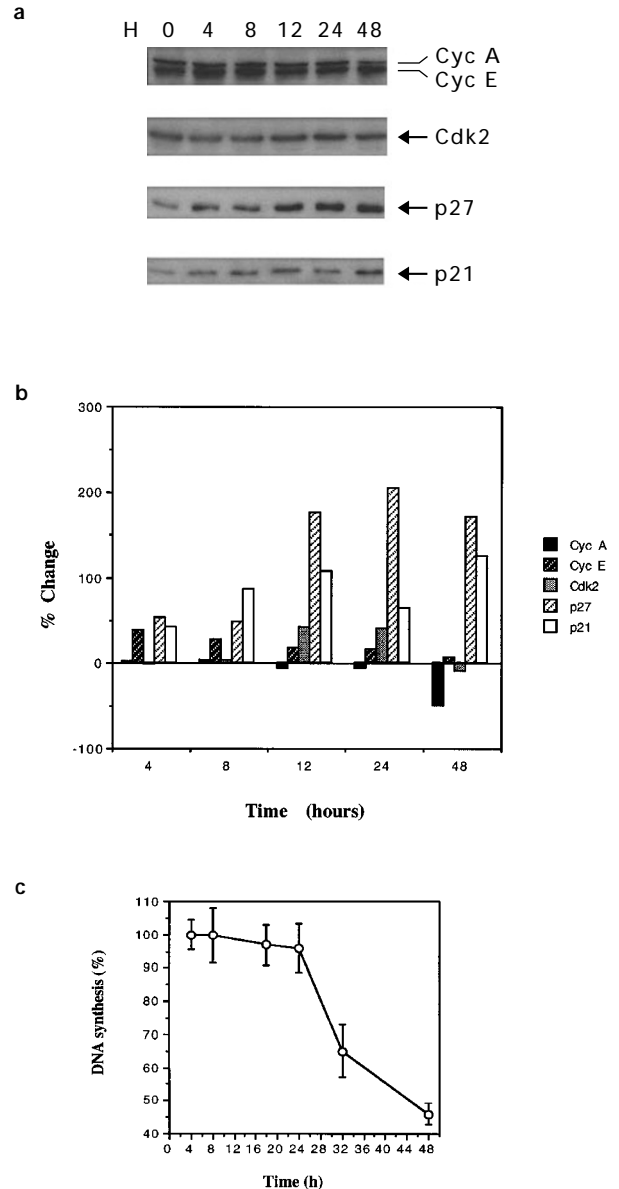 a
H 0 4 8 12 24 48
Cyc A
Cyc E
Cdk2
p27
p21
b
300
200
100
0
-100
% Change
4 8 12 24 48
Time (hours)
Cyc A
Cyc E
Cdk2
p27
p21
c
110
100
90
80
70
60
50
40
DNA synthesis (%)
0 4 8 12 16 20 24 28 32 36 40 44 48
Time (h)